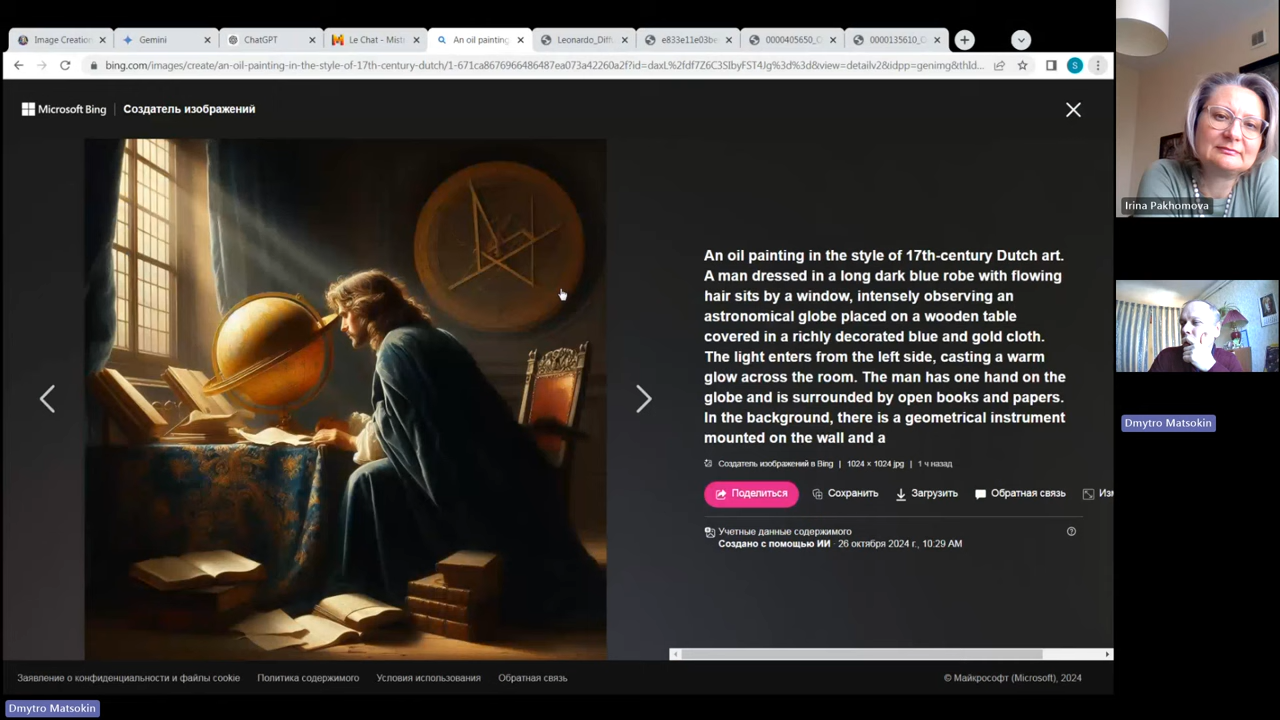 Image Creation
Gemini
ChatGPT
Le Chat - Mist
An oil painting
Leonardo_Diff
e833e11e03be
0000405650_C
0000135610_C
bing.com/images/create/an-oil-painting-in-the-style-of-17th-century-dutch/1-671ca8676966486487ea073a42260a2f?id=daxL%2fdf7Z6C3SIbyFST4Jg%3d%3d&view=detailv2&idpp=genimg&thId...
S
Microsoft Bing
Создатель изображений
An oil painting in the style of 17th-century Dutch art.
A man dressed in a long dark blue robe with flowing
hair sits by a window, intensely observing an
astronomical globe placed on a wooden table
covered in a richly decorated blue and gold cloth.
The light enters from the left side, casting a warm
glow across the room. The man has one hand on the
globe and is surrounded by open books and papers.
In the background, there is a geometrical instrument
mounted on the wall and a
Создатель изображений в Bing | 1024 × 1024 jpg | 1 ч назад
Поделиться
Сохранить
Загрузить
Обратная связь
Изм
Учетные данные содержимого
Создано с помощью ИИ · 26 октября 2024 г., 10:29 AM
Заявление о конфиденциальности и файлы cookie
Политика содержимого
Условия использования
Обратная связь
© Майкрософт (Microsoft), 2024
Irina Pakhomova
Dmytro Matsokin
Dmytro Matsokin